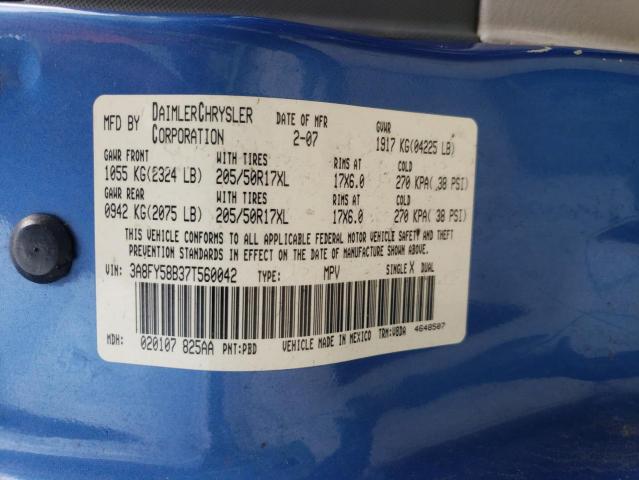 MFD BY DAIMLERCHRYSLER CORPORATION DATE OF MFR 2-07 GVWR 1917 KG(04225 LB)
GAWR FRONT WITH TIRES RIMS AT COLD
1055 KG(2324 LB) 205/50R17XL 17X6.0 270 KPA( 38 PSI)
GAWR REAR WITH TIRES RIMS AT COLD
0942 KG(2075 LB) 205/50R17XL 17X6.0 270 KPA( 38 PSI)
THIS VEHICLE CONFORMS TO ALL APPLICABLE FEDERAL MOTOR VEHICLE SAFETY AND THEFT
PREVENTION STANDARDS IN EFFECT ON THE DATE OF MANUFACTURE SHOWN ABOVE.
VIN: 3A8FY58B37T560042 TYPE: MPV SINGLE X DUAL
MDH: 020107 825AA PNT:PBD VEHICLE MADE IN MEXICO TRM:VBDA 4648507